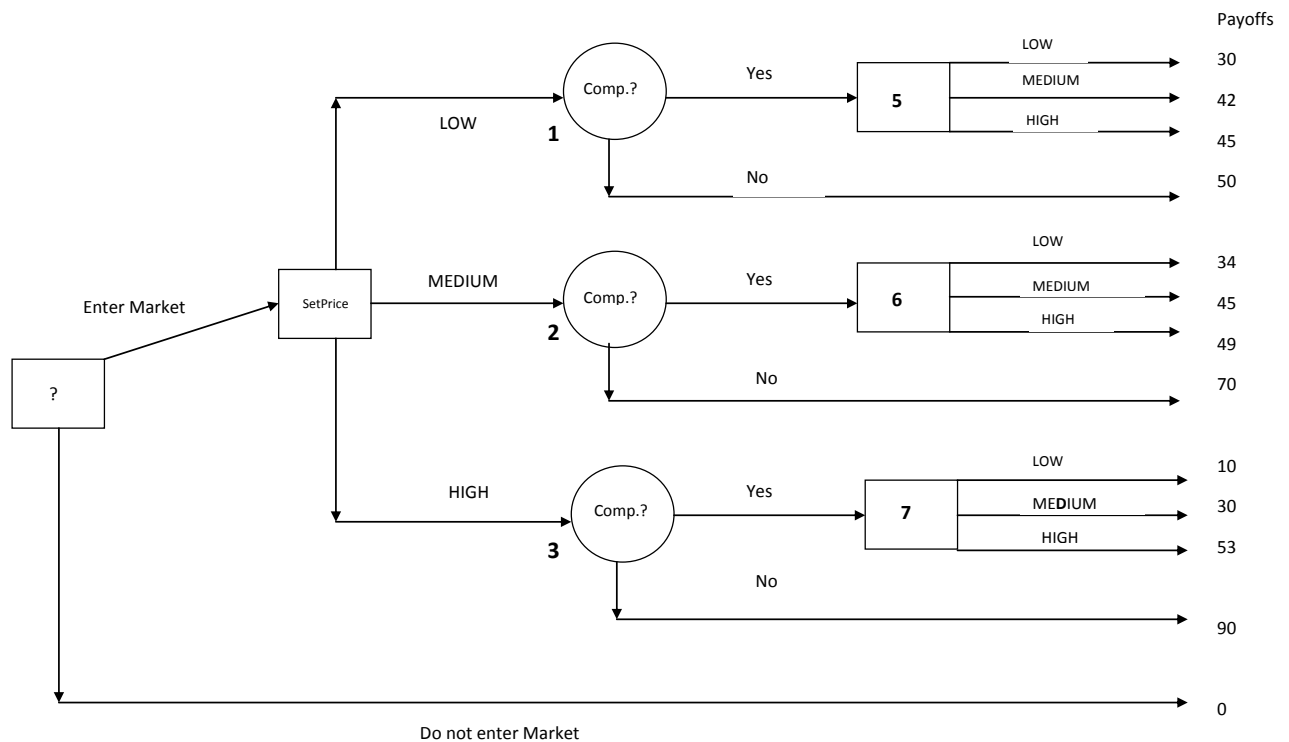 Payoffs
LOW
30
Comp.?
Yes
5
MEDIUM
42
LOW
1
HIGH
45
No
50
LOW
34
Enter Market
SetPrice
MEDIUM
Comp.?
Yes
6
MEDIUM
45
2
HIGH
49
?
No
70
LOW
10
HIGH
Comp.?
Yes
7
MEDIUM
30
3
HIGH
53
No
90
0
Do not enter Market